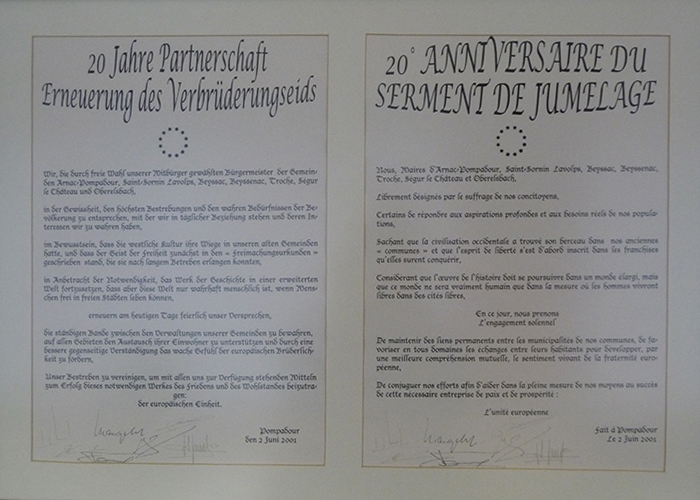 20 Jahre Partnerschaft
Erneuerung des Verbrüderungseids
Wir, die durch freie Wahl unserer Mitbürger gewählten Bürgermeister der Gemein-
den Arnac-Pompadour, Saint-Sornin Lavolps, Beyssac, Beyssenac, Troche, Ségur
le Château und Oberelsbach,
in der Gewissheit, den höchsten Bestrebungen und den wahren Bedürfnissen der Be-
völkerung zu entsprechen, mit der wir in täglicher Beziehung stehen und deren In-
teressen wir zu wahren haben,
im Bewusstsein, dass die westliche Kultur ihre Wiege in unseren alten Gemeinden
hatte, und dass der Geist der Freiheit zunächst in den « Freimachungsurkunden »
geschrieben stand, die sie nach langem Bestreben erlangen konnten,
in Anbetracht der Notwendigkeit, das Werk der Geschichte in einer erweiterten
Welt fortzusetzen, dass aber diese Welt nur wahrhaft menschlich ist, wenn Men-
schen frei in freien Städten leben können,
erneuern am heutigen Tage feierlich unser Versprechen,
die ständigen Bande zwischen den Verwaltungen unserer Gemeinden zu bewahren,
auf allen Gebieten den Austausch ihrer Einwohner zu unterstützen und durch eine
bessere gegenseitige Verständigung das wache Gefühl der europäischen Brüderlich-
keit zu fördern,
Unser Bestreben zu vereinigen, um mit allen uns zur Verfügung stehenden Mitteln
zum Erfolg dieses notwendigen Werkes des Friedens und des Wohlstandes beizutra-
gen:
der europäischen Einheit.
Pompadour
den 2 Juni 2001
20° ANNIVERSAIRE DU
SERMENT DE JUMELAGE
Nous, Maires d'Arnac-Pompadour, Saint-Sornin Lavolps, Beyssac, Beyssenac,
Troche, Ségur le Château et Oberelsbach,
Librement désignés par le suffrage de nos concitoyens,
Certains de répondre aux aspirations profondes et aux besoins réels de nos popula-
tions,
Sachant que la civilisation occidentale a trouvé son berceau dans nos anciennes
« communes » et que l'esprit de liberté s'est d'abord inscrit dans les franchises
qu'elles surent conquérir,
Considérant que l'œuvre de l'histoire doit se poursuivre dans un monde élargi, mais
que ce monde ne sera vraiment humain que dans la mesure où les hommes vivront
libres dans des cités libres,
En ce jour, nous prenons
L'engagement solennel
De maintenir des liens permanents entre les municipalités de nos communes, de fa-
voriser en tous domaines les échanges entre leurs habitants pour développer, par
une meilleure compréhension mutuelle, le sentiment vivant de la fraternité euro-
péenne,
De conjuguer nos efforts afin d'aider dans la pleine mesure de nos moyens au succès
de cette nécessaire entreprise de paix et de prospérité :
L'unité européenne
Fait à Pompadour
Le 2 Juin 2001